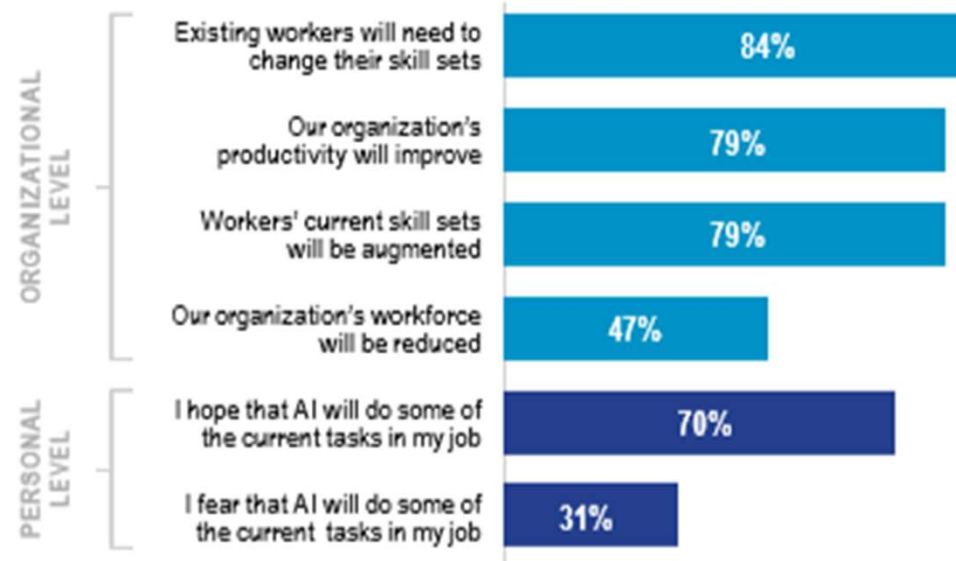 ORGANIZATIONAL
LEVEL
Existing workers will need to
change their skill sets
84%
Our organization's
productivity will improve
79%
Workers' current skill sets
will be augmented
79%
Our organization's workforce
will be reduced
47%
PERSONAL
LEVEL
I hope that AI will do some of
the current tasks in my job
70%
I fear that AI will do some of
the current tasks in my job
31%